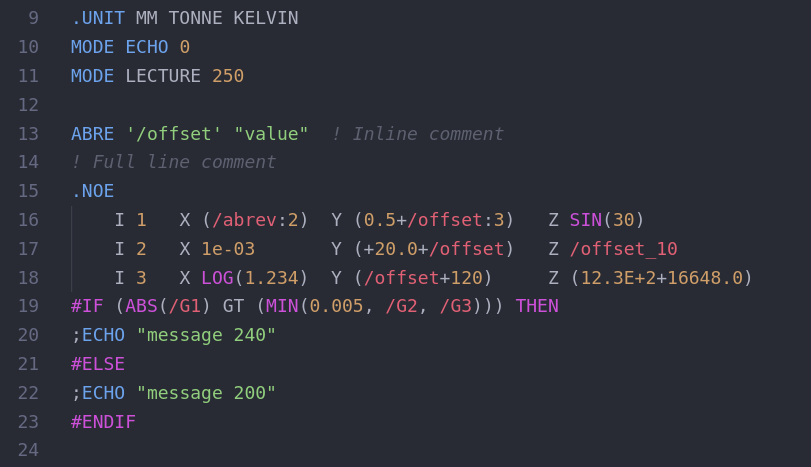 9 .UNIT MM TONNE KELVIN
10 MODE ECHO 0
11 MODE LECTURE 250
12
13 ABRE '/offset' "value"  ! Inline comment
14 ! Full line comment
15 .NOE
16     I 1   X (/abrev:2)  Y (0.5+/offset:3)   Z SIN(30)
17     I 2   X 1e-03       Y (+20.0+/offset)   Z /offset_10
18     I 3   X LOG(1.234)  Y (/offset+120)     Z (12.3E+2+16648.0)
19 #IF (ABS(/G1) GT (MIN(0.005, /G2, /G3))) THEN
20 ;ECHO "message 240"
21 #ELSE
22 ;ECHO "message 200"
23 #ENDIF
24